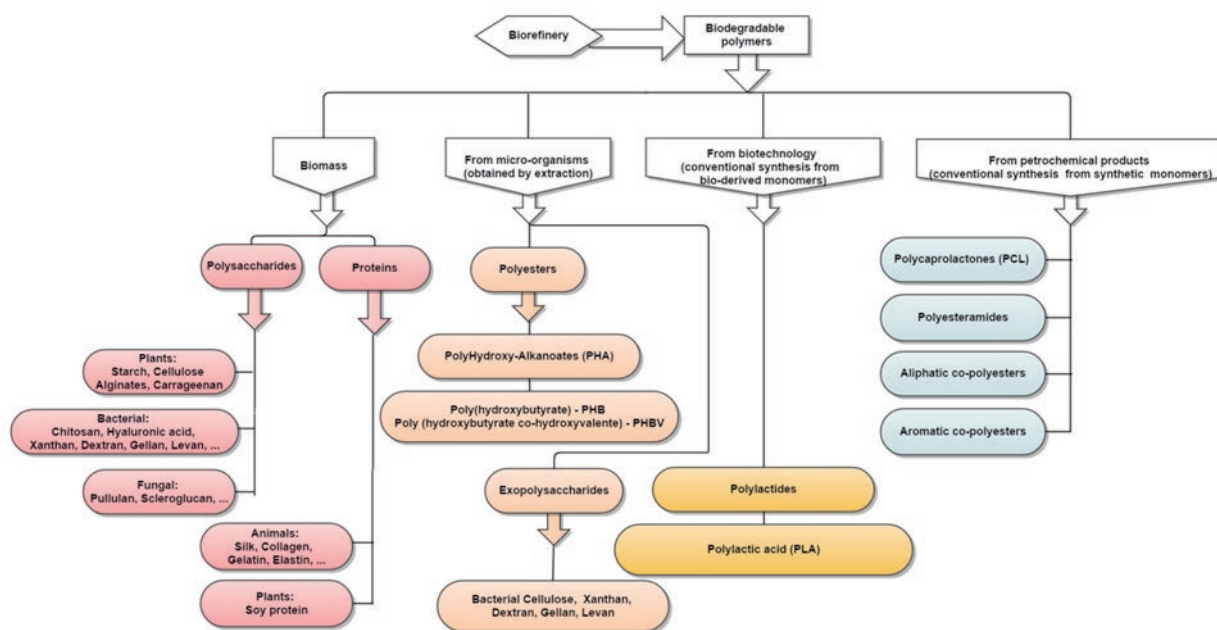 Biorefinery
Biodegradable
polymers
Biomass
From micro-organisms
(obtained by extraction)
From biotechnology
(conventional synthesis from
bio-derived monomers)
From petrochemical products
(conventional synthesis from synthetic monomers)
Polysaccharides
Proteins
Plants:
Starch, Cellulose
Alginates, Carrageenan
Bacterial:
Chitosan, Hyaluronic acid,
Xanthan, Dextran, Gellan, Levan, ...
Fungal:
Pullulan, Scleroglucan, ...
Animals:
Silk, Collagen,
Gelatin, Elastin, ...
Plants:
Soy protein
Polyesters
PolyHydroxy-Alkanoates (PHA)
Poly(hydroxybutyrate) - PHB
Poly (hydroxybutyrate co-hydroxyvalente) - PHBV
Exopolysaccharides
Bacterial Cellulose, Xanthan,
Dextran, Gellan, Levan
Polylactides
Polylactic acid (PLA)
Polycaprolactones (PCL)
Polyesteramides
Aliphatic co-polyesters
Aromatic co-polyesters